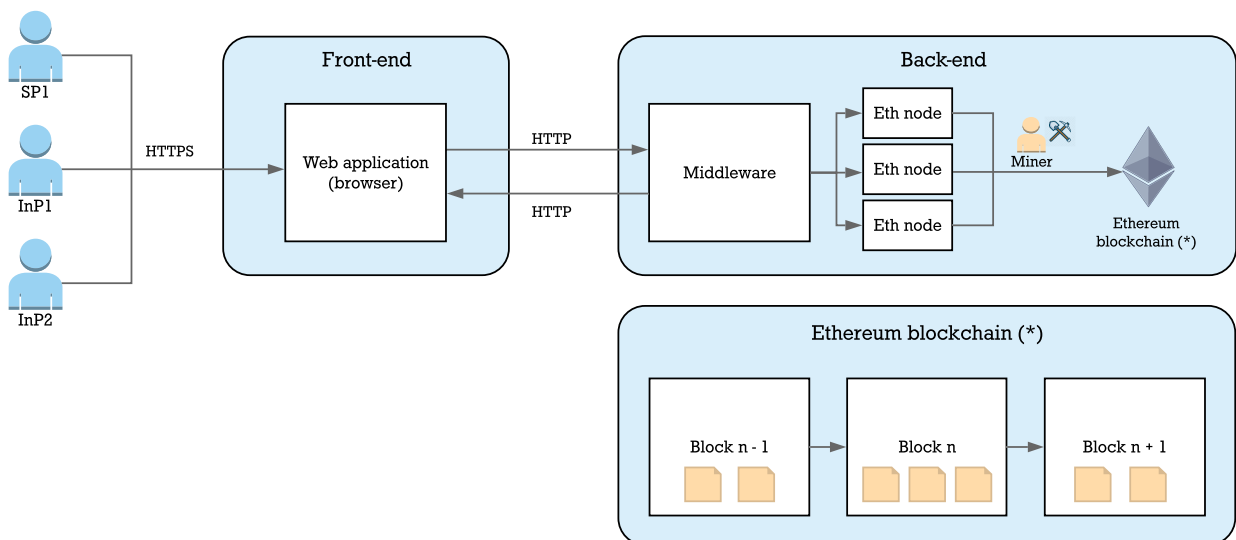 SP1
InP1
InP2
HTTPS
Front-end
Web application
(browser)
HTTP
HTTP
Back-end
Middleware
Eth node
Eth node
Eth node
Miner
Ethereum
blockchain (*)
Ethereum blockchain (*)
Block n - 1
Block n
Block n + 1